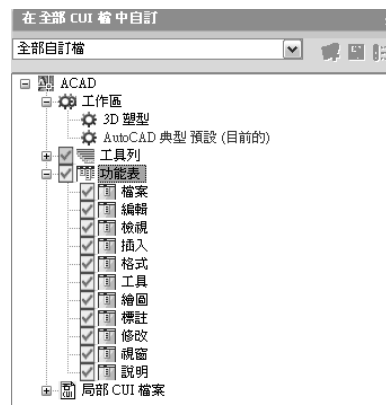 在全部 CUI 檔 中自訂
全部自訂檔
ACAD
工作區
3D 塑型
AutoCAD 典型 預設 (目前的)
工具列
功能表
檔案
編輯
檢視
插入
格式
工具
繪圖
標註
修改
視窗
說明
局部 CUI 檔案